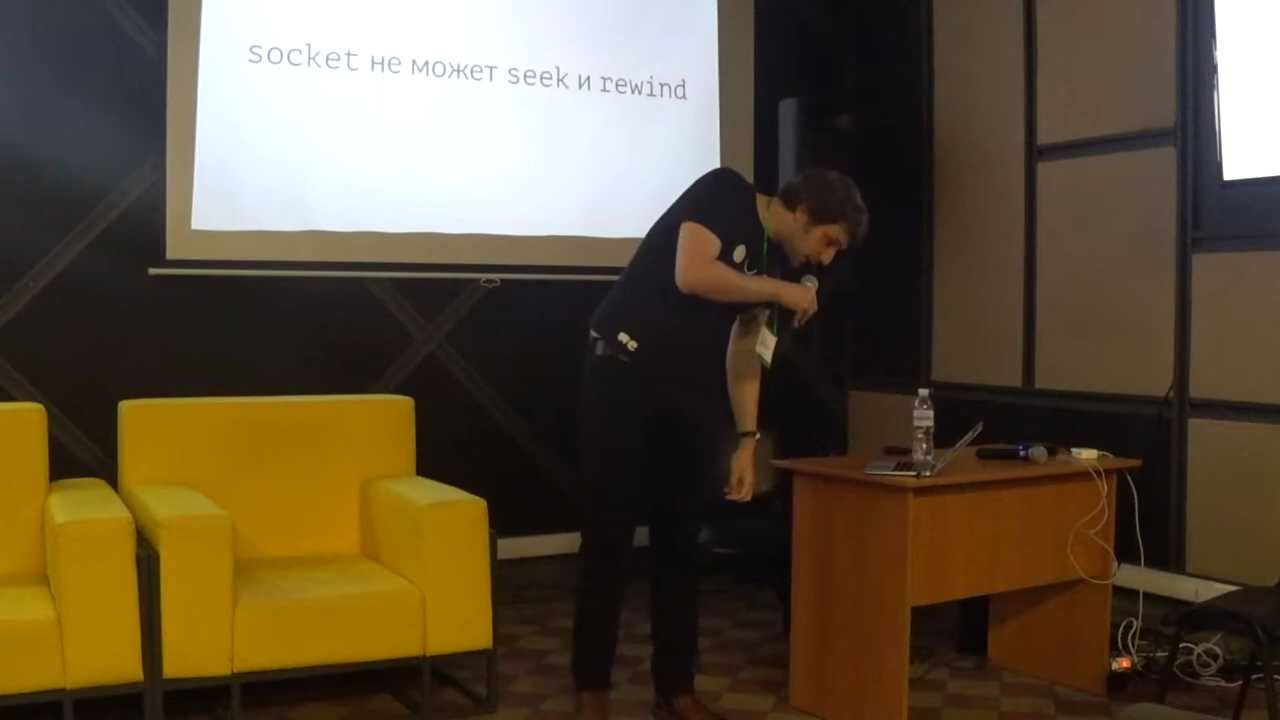 socket не может seek и rewind